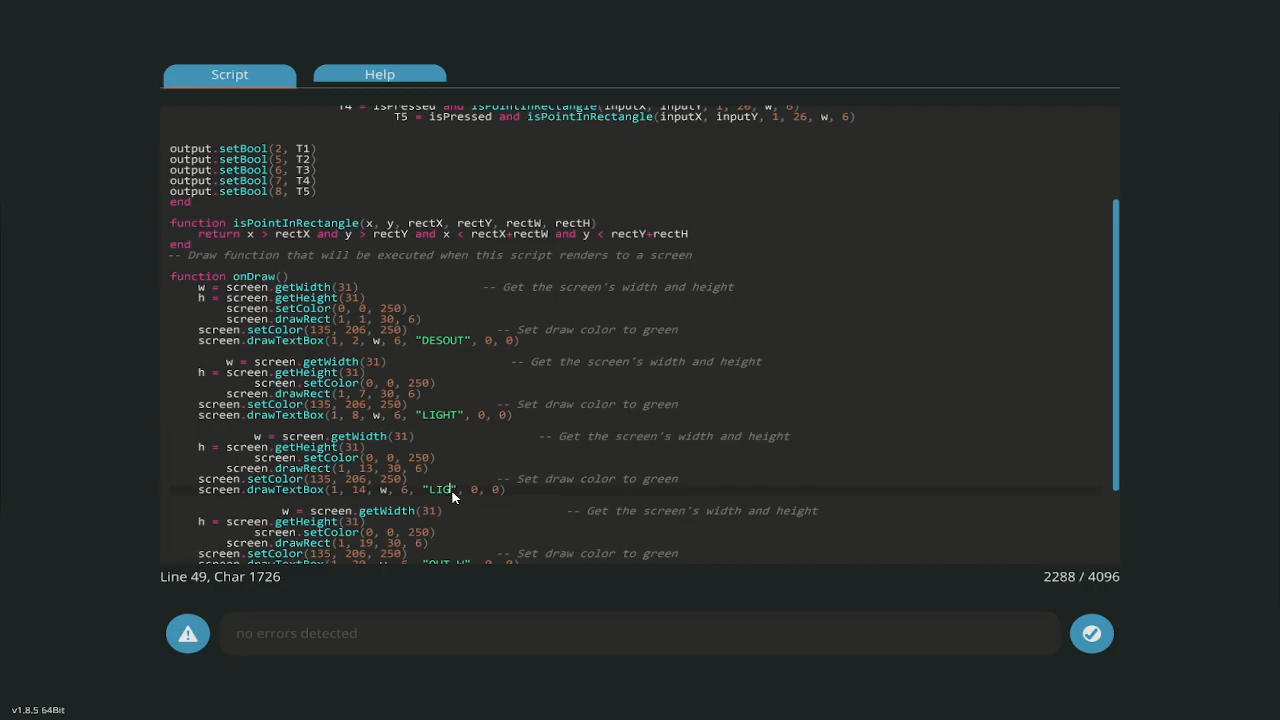 Script
Help
T4 = isPressed and isPointInRectangle(inputX, inputY, 1, 20, w, 6)
T5 = isPressed and isPointInRectangle(inputX, inputY, 1, 26, w, 6)
output.setBool(2, T1)
output.setBool(5, T2)
output.setBool(6, T3)
output.setBool(7, T4)
output.setBool(8, T5)
end
function isPointInRectangle(x, y, rectX, rectY, rectW, rectH)
return x > rectX and y > rectY and x < rectX+rectW and y < rectY+rectH
end
-- Draw function that will be executed when this script renders to a screen
function onDraw()
w = screen.getWidth(31) -- Get the screen's width and height
h = screen.getHeight(31)
screen.setColor(0, 0, 250)
screen.drawRect(1, 1, 30, 6)
screen.setColor(135, 206, 250) -- Set draw color to green
screen.drawTextBox(1, 2, w, 6, "DESOUT", 0, 0)
w = screen.getWidth(31) -- Get the screen's width and height
h = screen.getHeight(31)
screen.setColor(0, 0, 250)
screen.drawRect(1, 7, 30, 6)
screen.setColor(135, 206, 250) -- Set draw color to green
screen.drawTextBox(1, 8, w, 6, "LIGHT", 0, 0)
w = screen.getWidth(31) -- Get the screen's width and height
h = screen.getHeight(31)
screen.setColor(0, 0, 250)
screen.drawRect(1, 13, 30, 6)
screen.setColor(135, 206, 250) -- Set draw color to green
screen.drawTextBox(1, 14, w, 6, "LIG", 0, 0)
w = screen.getWidth(31) -- Get the screen's width and height
h = screen.getHeight(31)
screen.setColor(0, 0, 250)
screen.drawRect(1, 19, 30, 6)
screen.setColor(135, 206, 250) -- Set draw color to green
screen.drawTextBox(1, 20, w, 6, "OUT W", 0, 0)
Line 49, Char 1726
2288 / 4096
no errors detected
v1.8.5 64Bit